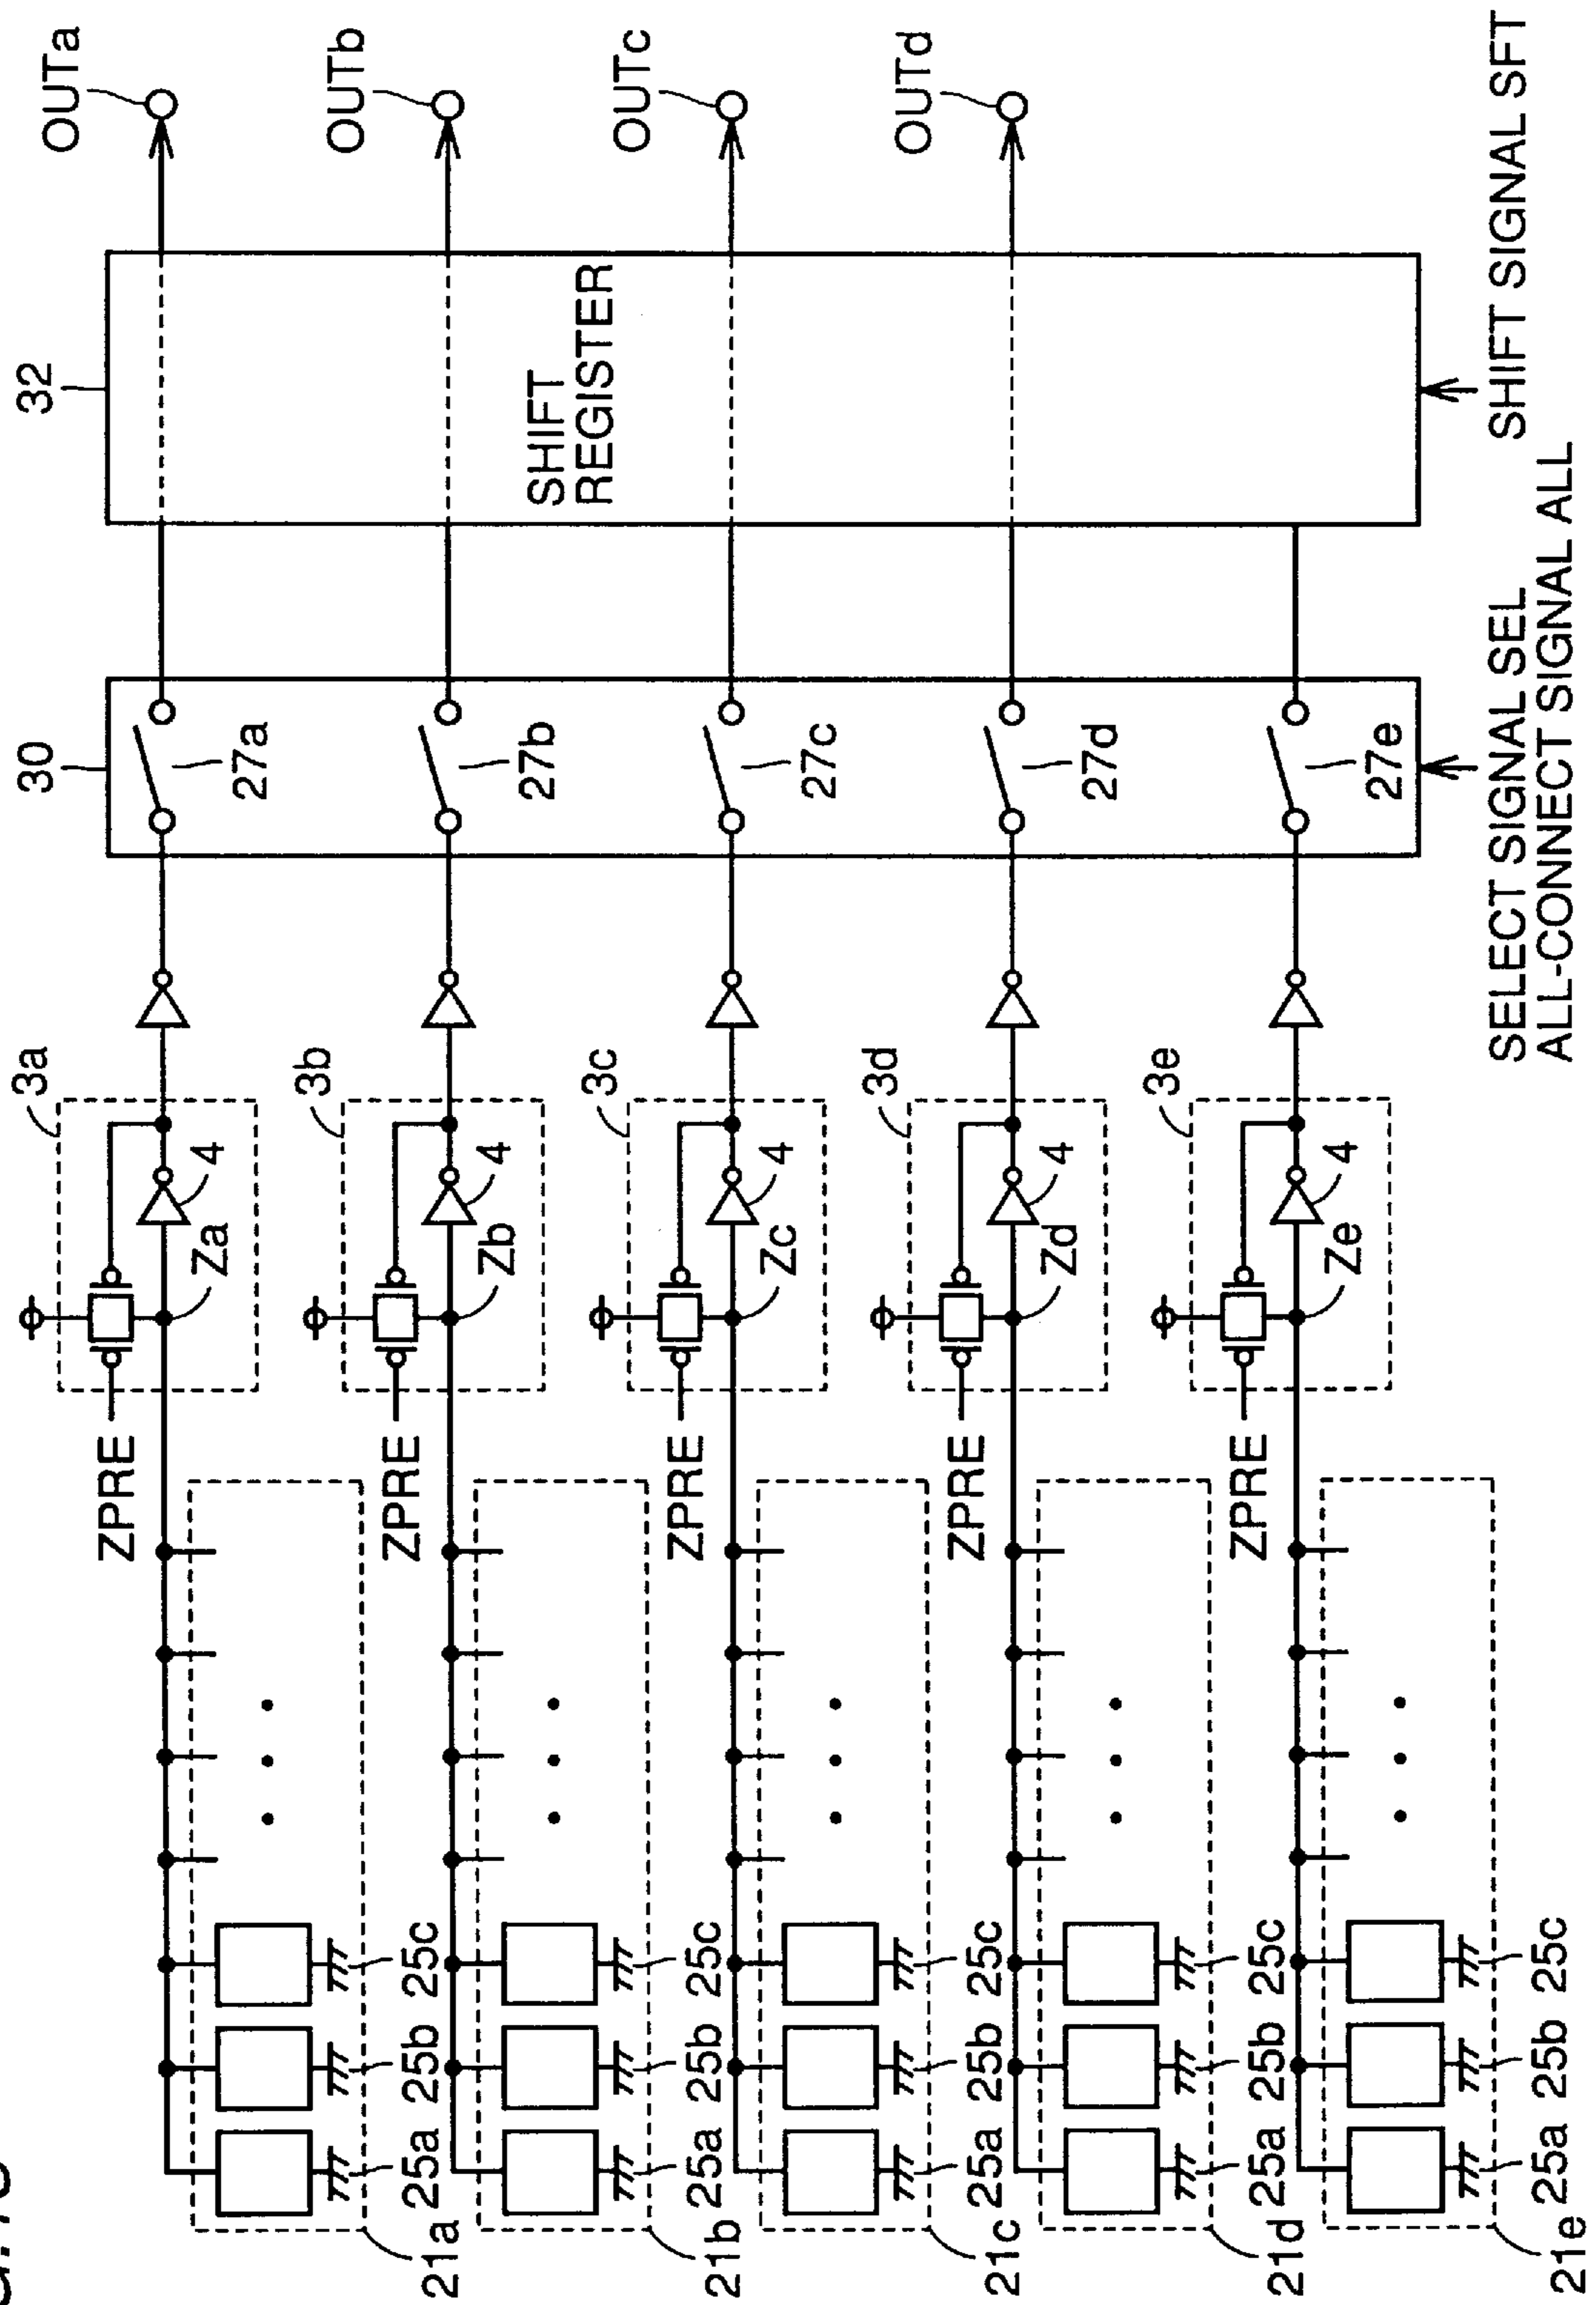 32
30
OUTa
OUTb
OUTc
OUTd
SHIFT
REGISTER
27a
27b
27c
27d
27e
3a
3b
3c
3d
3e
4
4
4
4
4
Za
Zb
Zc
Zd
Ze
ZPRE
ZPRE
ZPRE
ZPRE
ZPRE
21a
25a
25b
25c
21b
25a
25b
25c
21c
25a
25b
25c
21d
25a
25b
25c
21e
25a
25b
25c
SELECT SIGNAL SEL
ALL-CONNECT SIGNAL ALL
SHIFT SIGNAL SFT